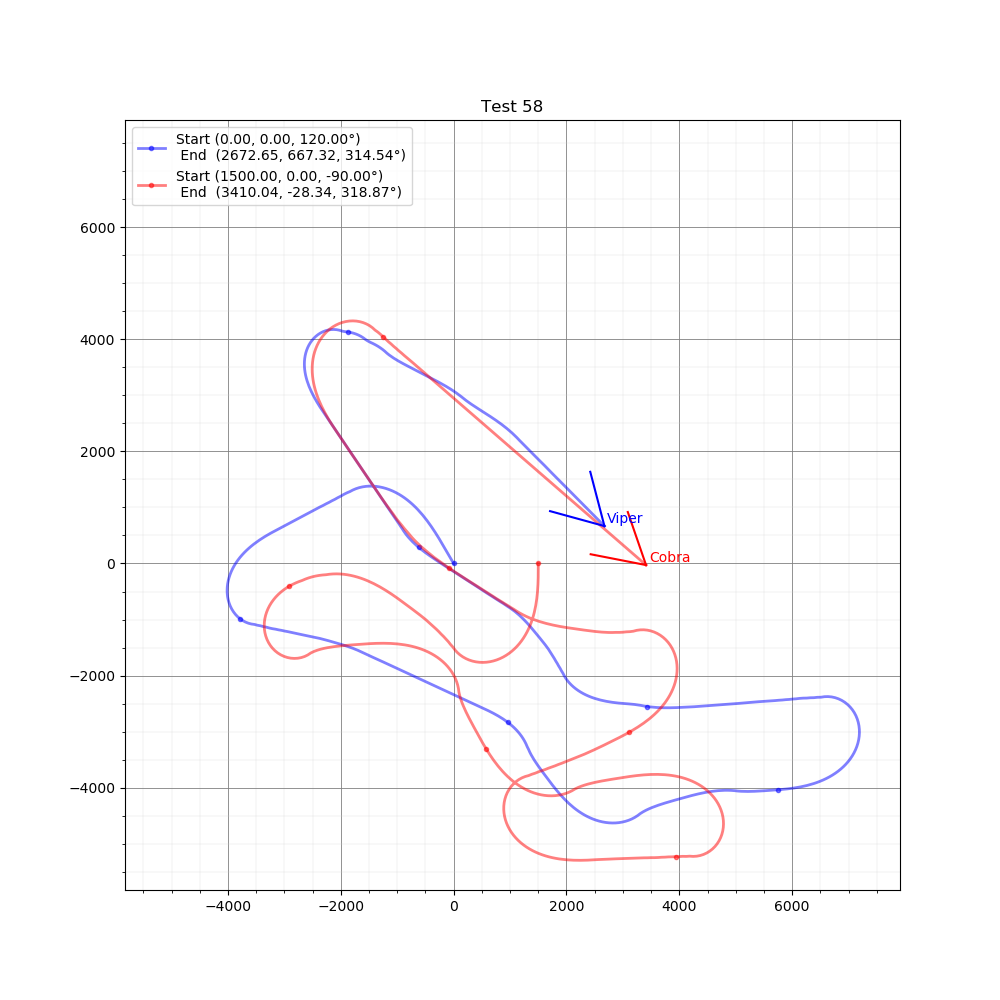 Test 58
Start (0.00, 0.00, 120.00°)
End (2672.65, 667.32, 314.54°)
Start (1500.00, 0.00, -90.00°)
End (3410.04, -28.34, 318.87°)
6000
4000
2000
0
−2000
−4000
Viper
Cobra
−4000 −2000 0 2000 4000 6000